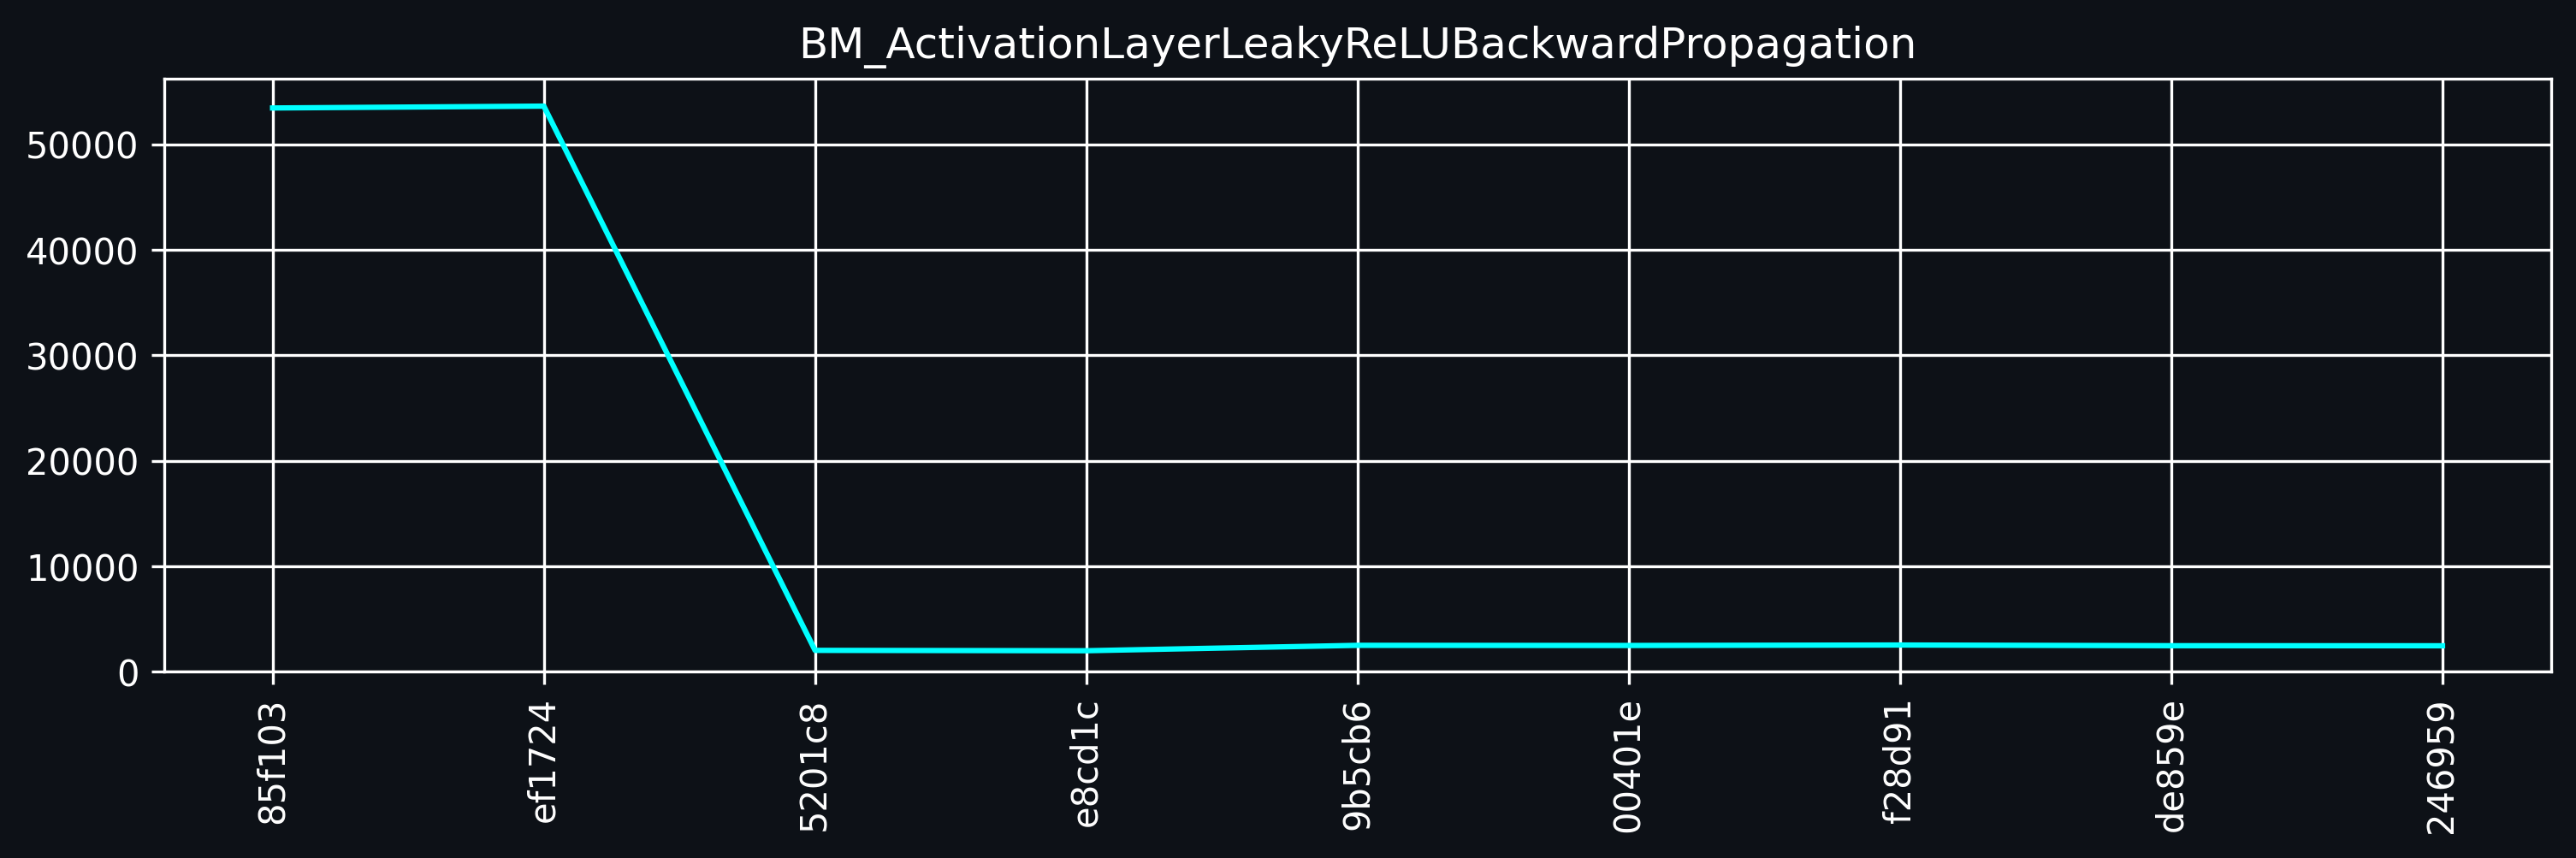 BM_ActivationLayerLeakyReLUBackwardPropagation
50000
40000
30000
20000
10000
0
85f103
ef1724
5201c8
e8cd1c
9b5cb6
00401e
f28d91
de859e
246959